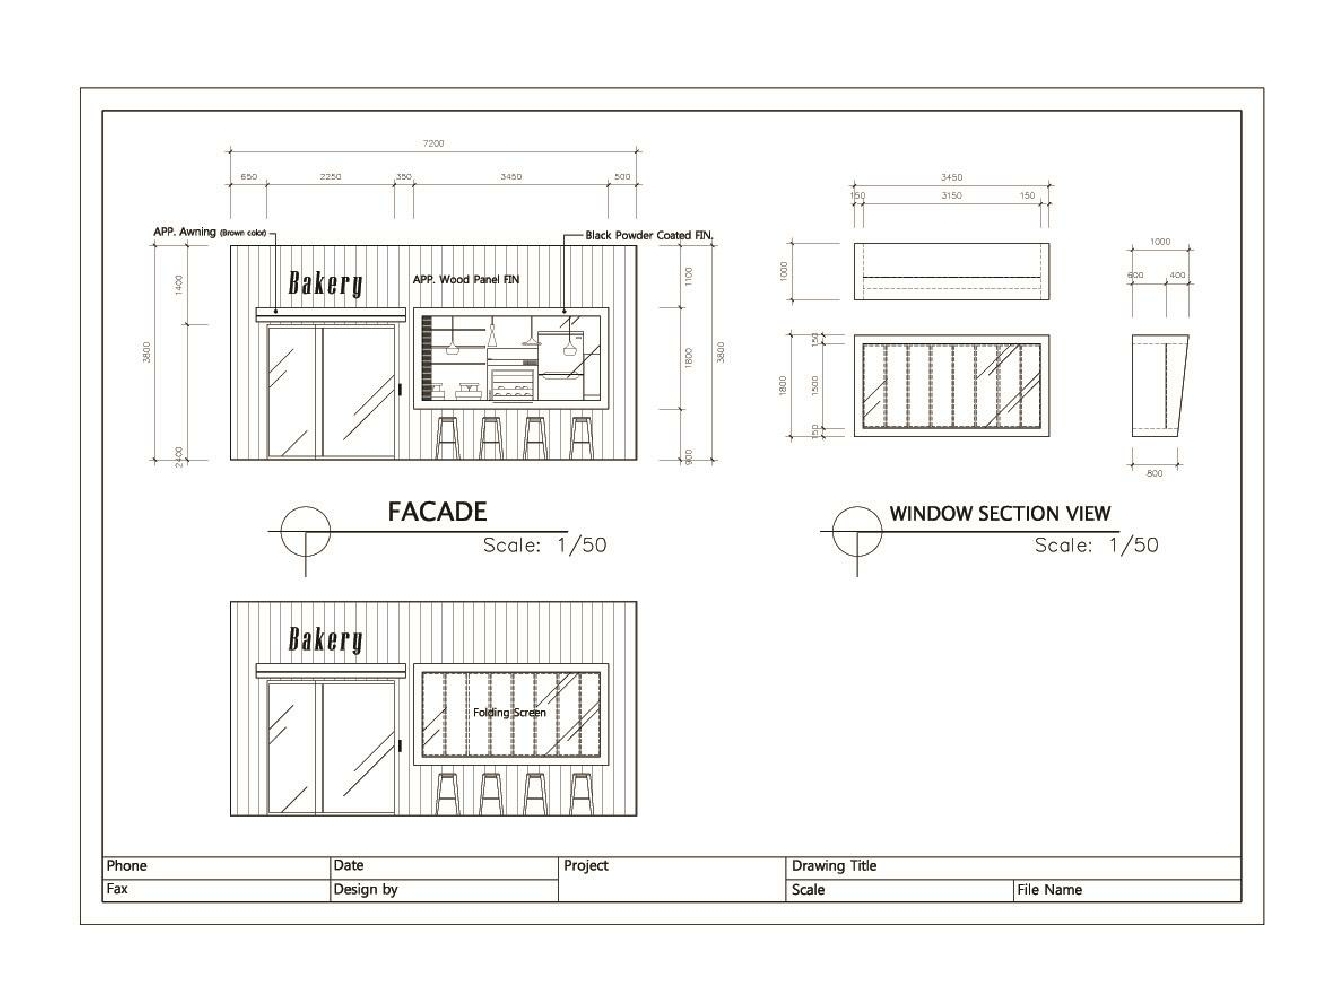 7200
650 2250 350 3450 500
APP. Awning (Brown color)
Black Powder Coated FIN.
Bakery
APP. Wood Panel FIN
1400
3800
2400
1100
1800
3800
900
FACADE
Scale: 1/50
3450
150 3150 150
1000
1000
600 400
150
1800
1500
150
800
WINDOW SECTION VIEW
Scale: 1/50
Bakery
Folding Screen
Phone
Date
Project
Drawing Title
Fax
Design by
Scale
File Name